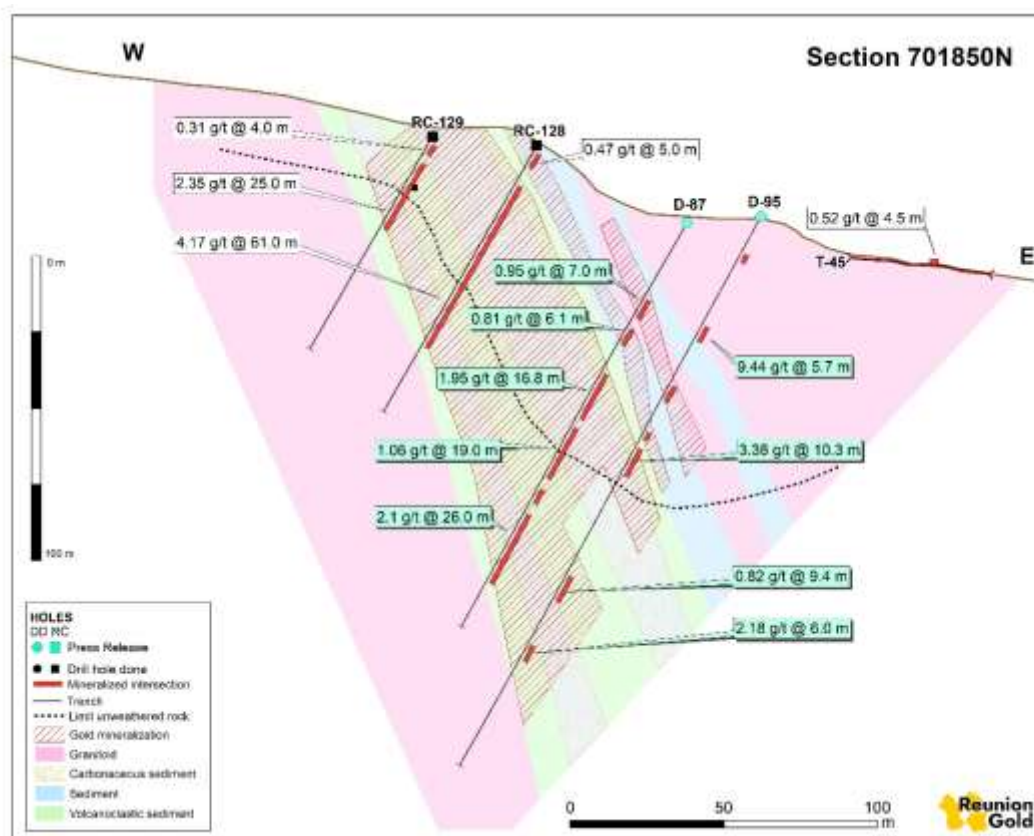 W
Section 701850N
RC-129
RC-128
0.31 g/t @ 4.0 m
0.47 g/t @ 5.0 m
2.35 g/t @ 25.0 m
D-87
D-95
0.52 g/t @ 4.5 m
4.17 g/t @ 61.0 m
T-45
E
0 m
0.95 g/t @ 7.0 m
0.81 g/t @ 6.1 m
9.44 g/t @ 5.7 m
1.95 g/t @ 16.8 m
1.06 g/t @ 19.0 m
3.36 g/t @ 10.3 m
2.1 g/t @ 26.0 m
100 m
0.82 g/t @ 9.4 m
2.18 g/t @ 6.0 m
HOLES
DD RC
Press Release
Drill hole done
Mineralized intersection
Trench
Limit unweathered rock
Gold mineralization
Granitoid
Carbonaceous sediment
Sediment
Volcanoclastic sediment
0 50 100
m
Reunion
Gold